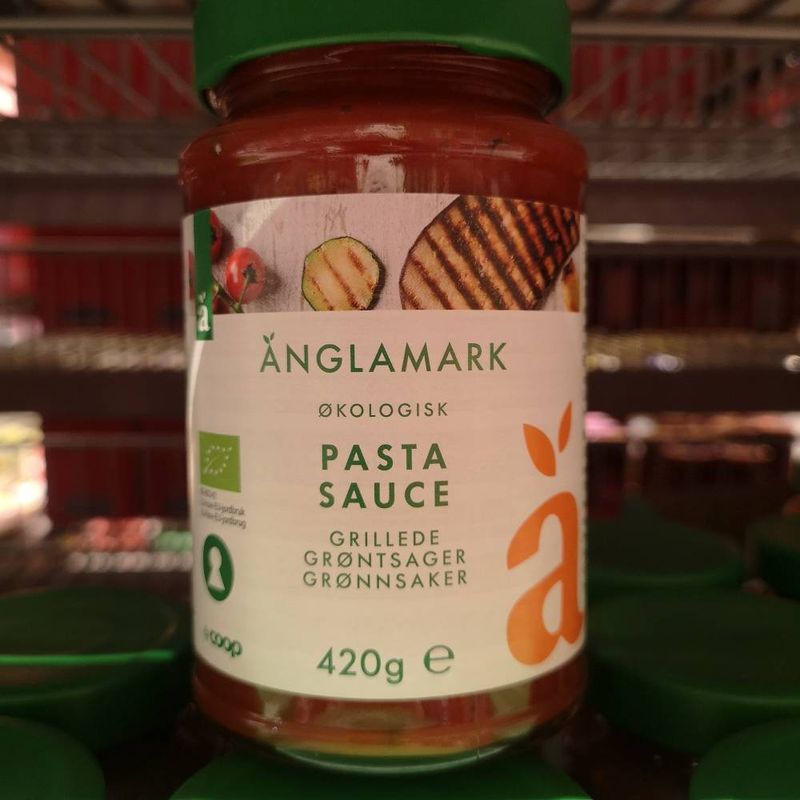 ä
ÄNGLAMARK
ØKOLOGISK
PASTA
SAUCE
GRILLEDE
GRØNTSAGER
GRØNNSAKER
coop
420g ℮
ä